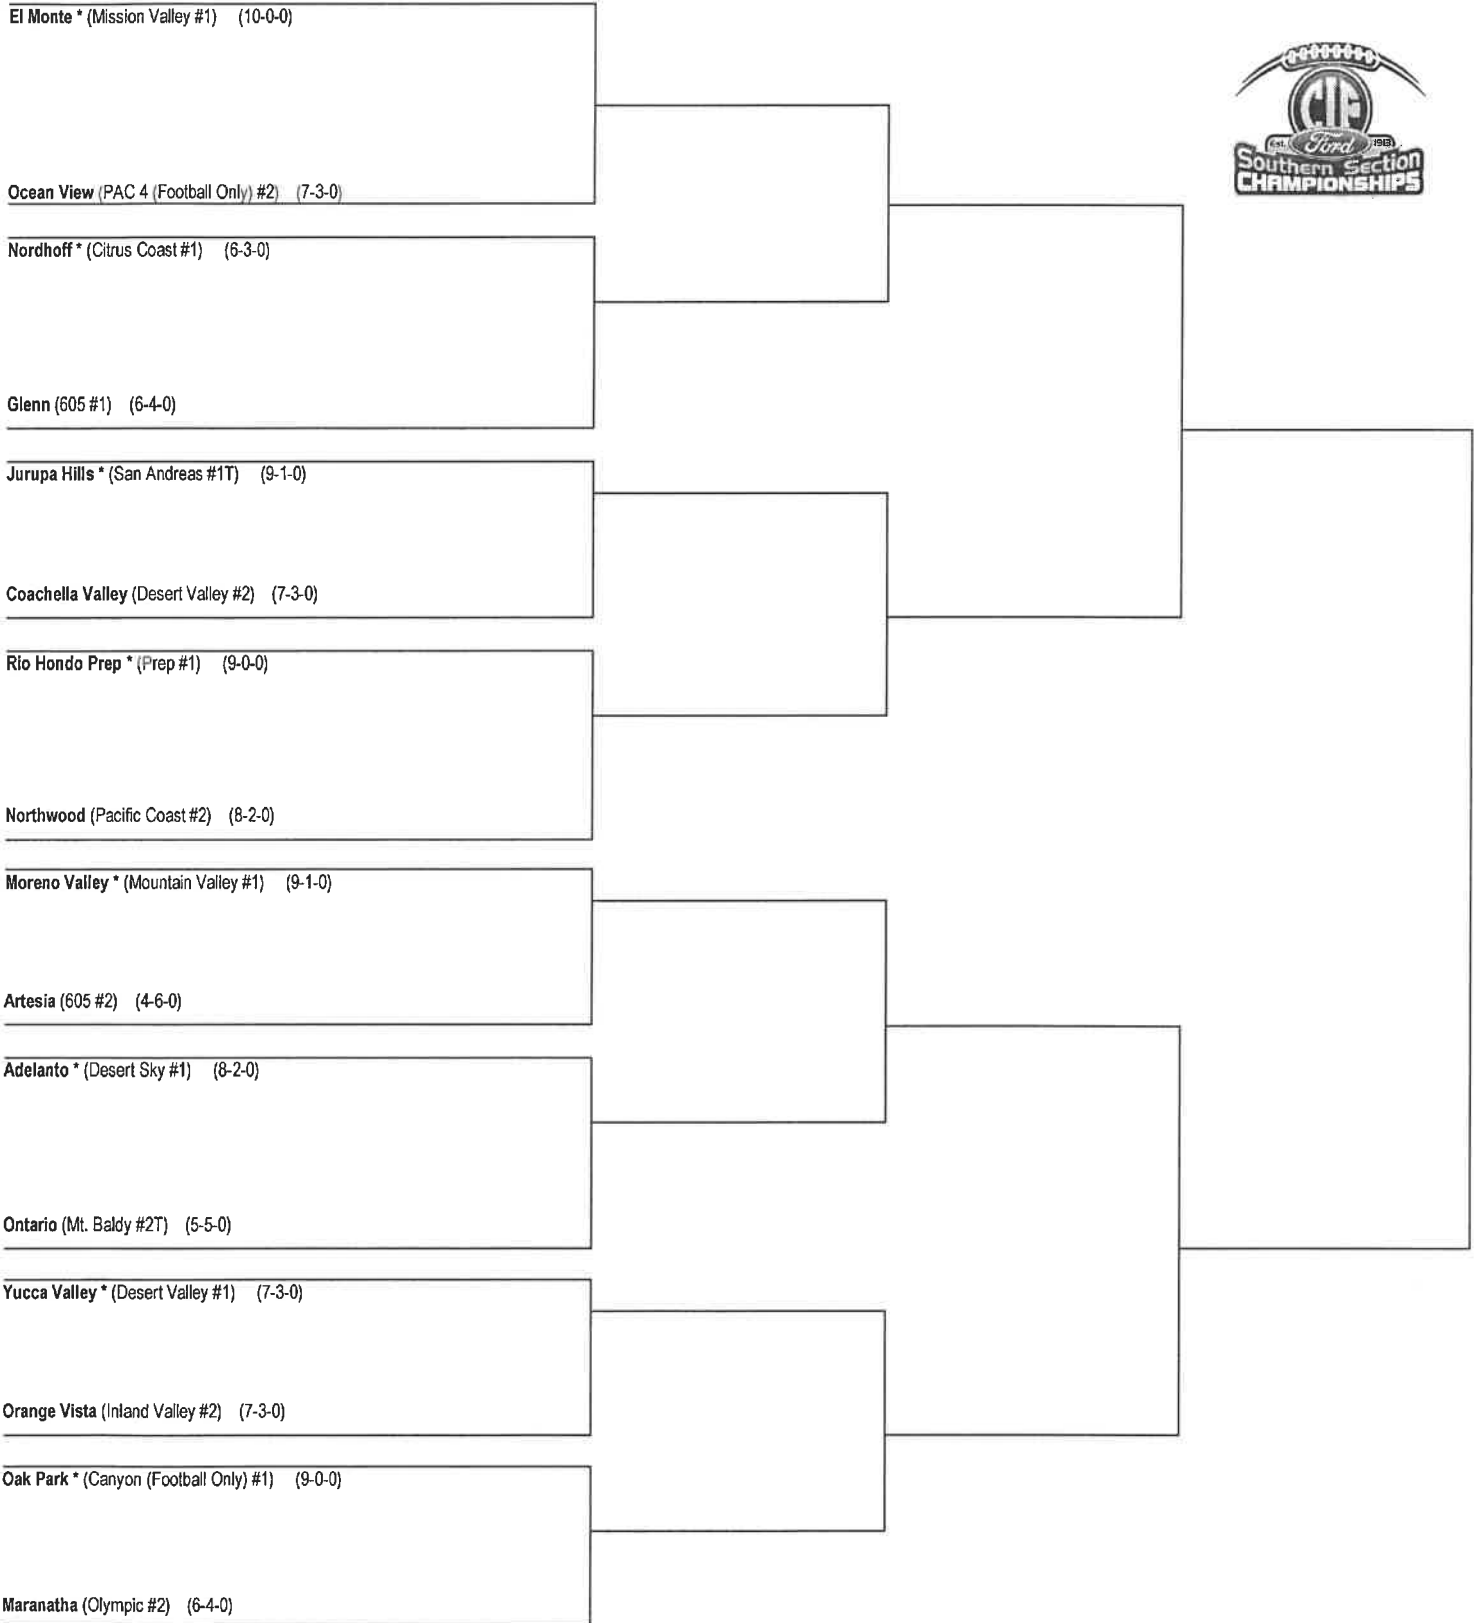 El Monte * (Mission Valley #1) (10-0-0)
CIF
Est. Ford 1913
Southern Section
CHAMPIONSHIPS
Ocean View (PAC 4 (Football Only) #2) (7-3-0)
Nordhoff * (Citrus Coast #1) (6-3-0)
Glenn (605 #1) (6-4-0)
Jurupa Hills * (San Andreas #1T) (9-1-0)
Coachella Valley (Desert Valley #2) (7-3-0)
Rio Hondo Prep * (Prep #1) (9-0-0)
Northwood (Pacific Coast #2) (8-2-0)
Moreno Valley * (Mountain Valley #1) (9-1-0)
Artesia (605 #2) (4-6-0)
Adelanto * (Desert Sky #1) (8-2-0)
Ontario (Mt. Baldy #2T) (5-5-0)
Yucca Valley * (Desert Valley #1) (7-3-0)
Orange Vista (Inland Valley #2) (7-3-0)
Oak Park * (Canyon (Football Only) #1) (9-0-0)
Maranatha (Olympic #2) (6-4-0)